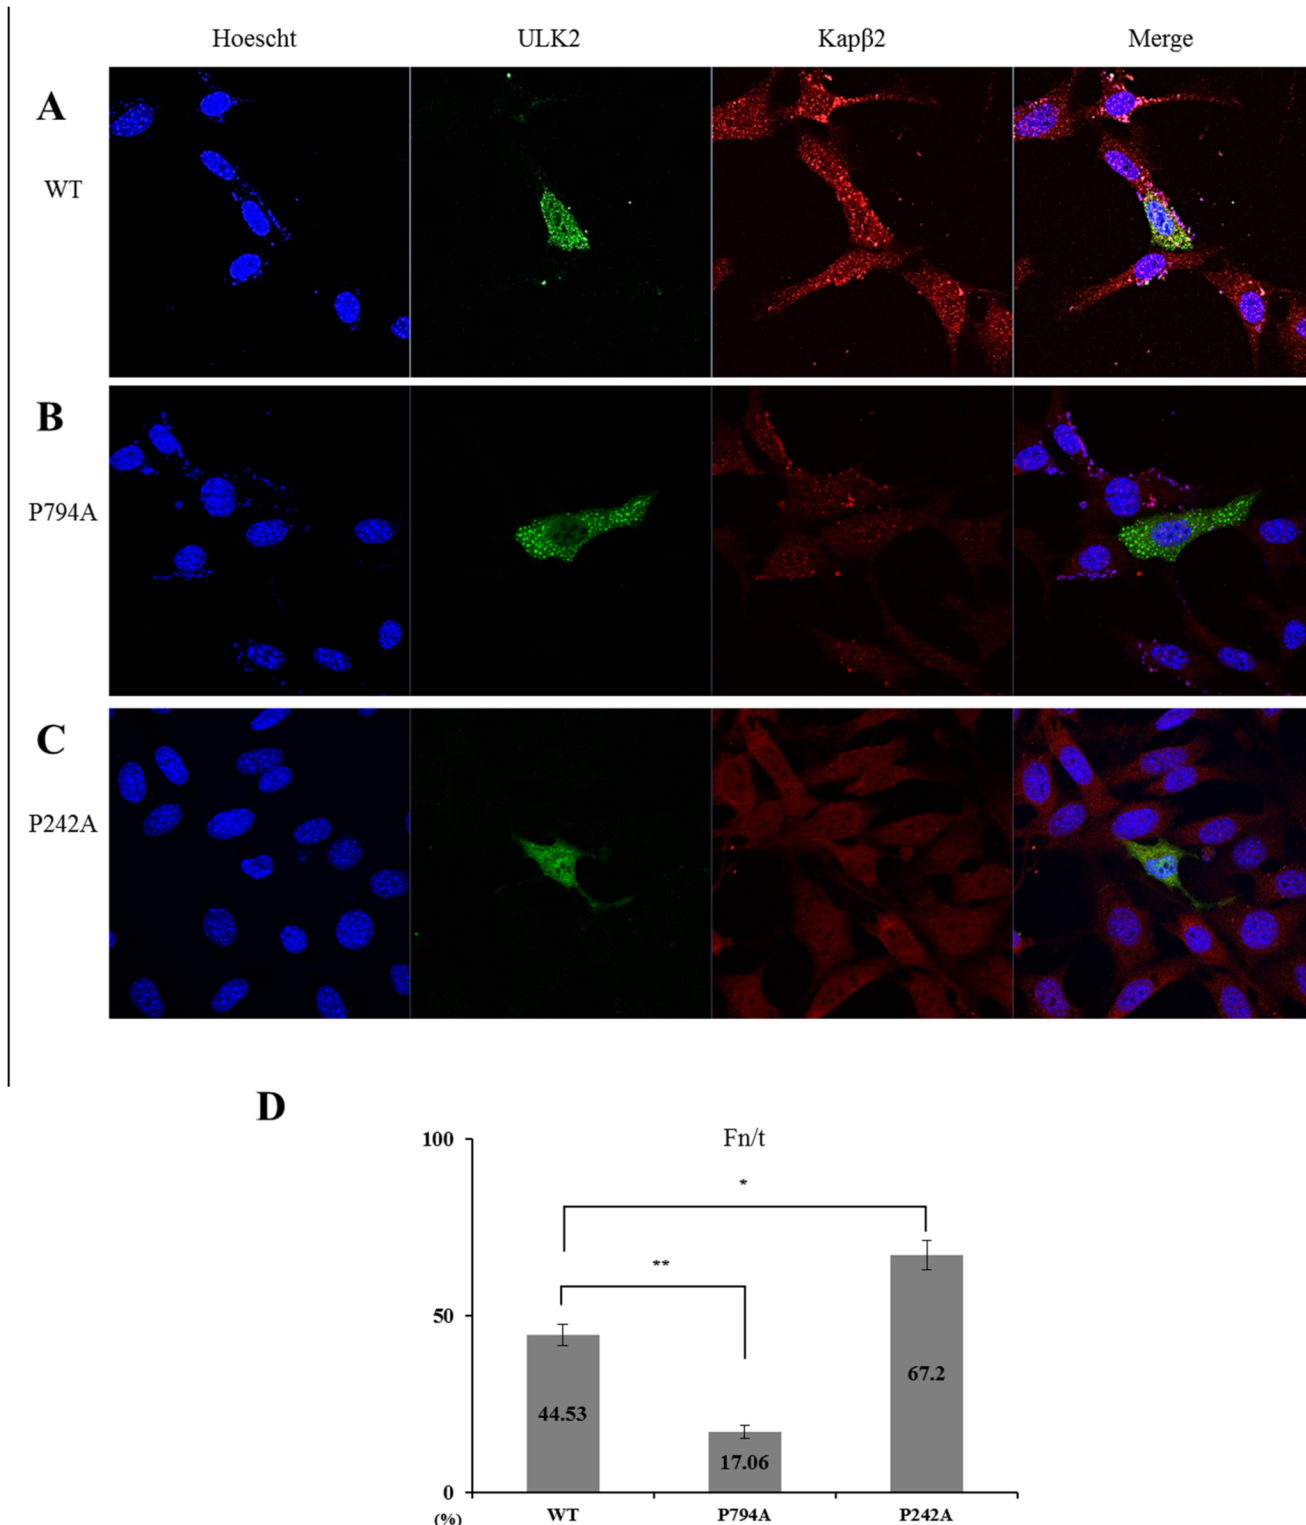 Hoescht ULK2 Kapβ2 Merge
A
WT
B
P794A
C
P242A
D
Fn/t
100
*
**
50
67.2
44.53
17.06
0
(%) WT P794A P242A